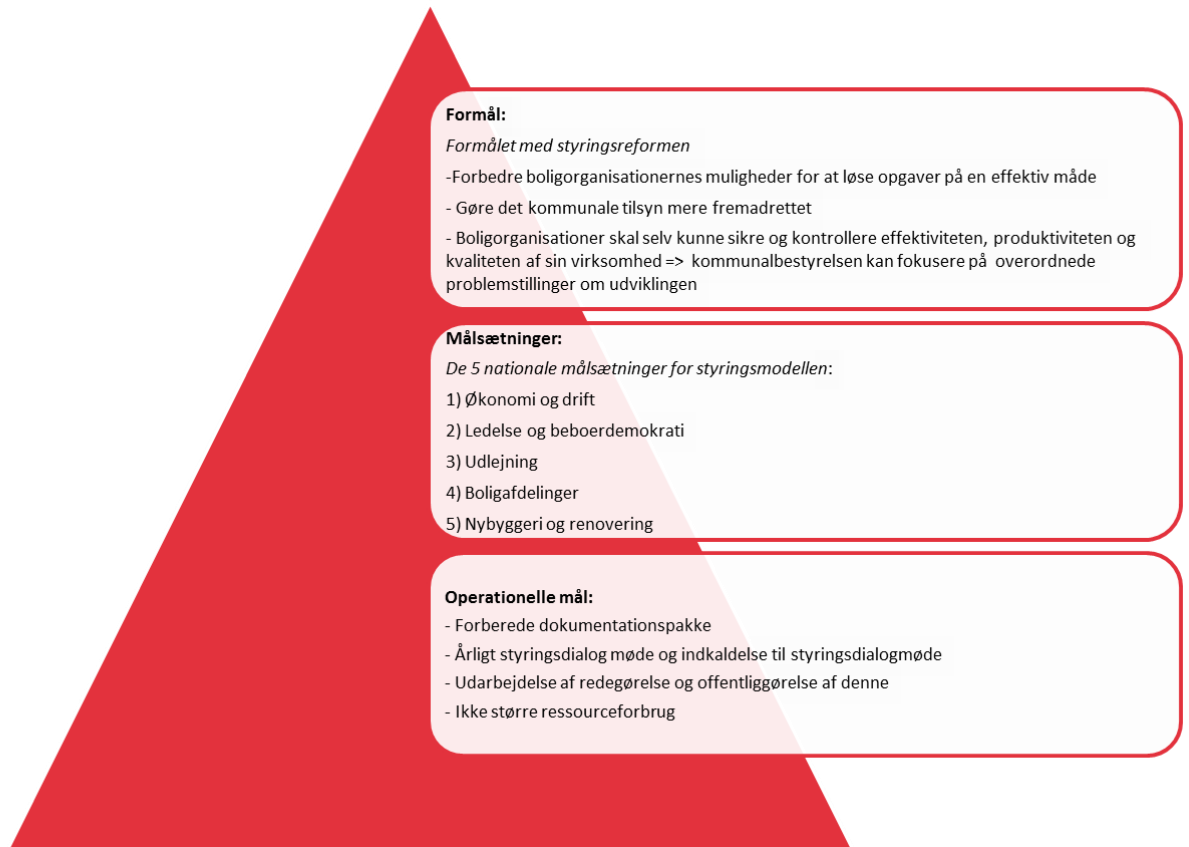 Formål:
Formålet med styringsreformen
-Forbedre boligorganisationernes muligheder for at løse opgaver på en effektiv måde
- Gøre det kommunale tilsyn mere fremadrettet
- Boligorganisationer skal selv kunne sikre og kontrollere effektiviteten, produktiviteten og
kvaliteten af sin virksomhed => kommunalbestyrelsen kan fokusere på overordnede
problemstillinger om udviklingen
Målsætninger:
De 5 nationale målsætninger for styringsmodellen:
1) Økonomi og drift
2) Ledelse og beboerdemokrati
3) Udlejning
4) Boligafdelinger
5) Nybyggeri og renovering
Operationelle mål:
- Forberede dokumentationspakke
- Årligt styringsdialog møde og indkaldelse til styringsdialogmøde
- Udarbejdelse af redegørelse og offentliggørelse af denne
- Ikke større ressourceforbrug